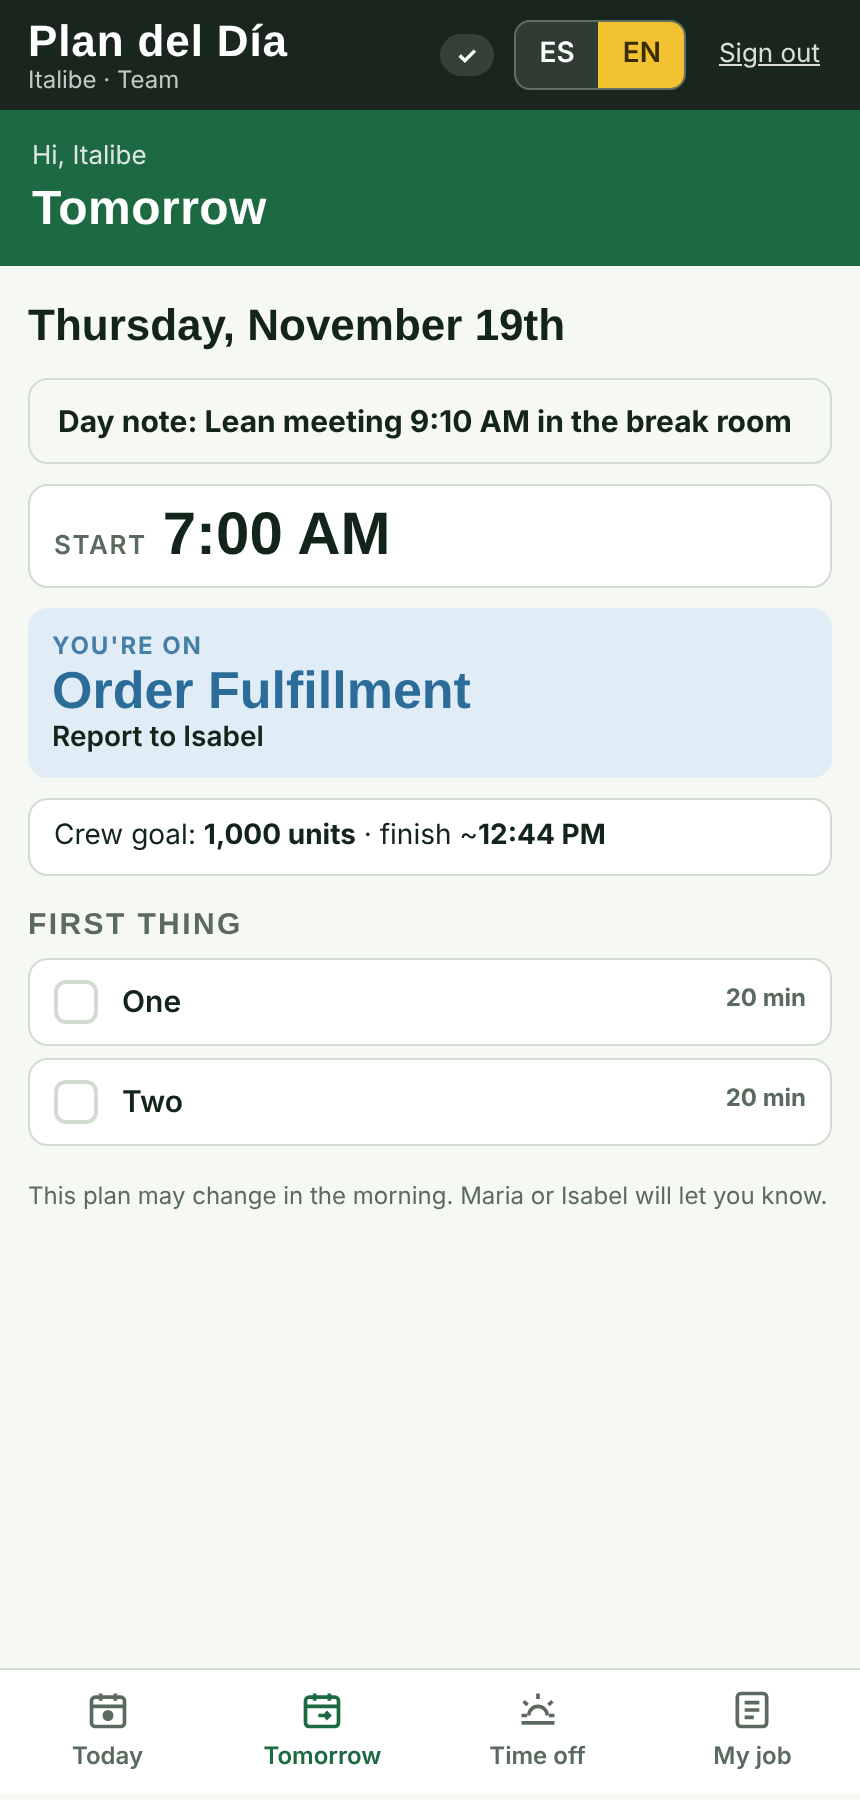 Plan del Día
Italibe · Team
ES
EN
Sign out
Hi, Italibe
Tomorrow
Thursday, November 19th
Day note: Lean meeting 9:10 AM in the break room
START 7:00 AM
YOU'RE ON
Order Fulfillment
Report to Isabel
Crew goal: 1,000 units · finish ~12:44 PM
FIRST THING
One 20 min
Two 20 min
This plan may change in the morning. Maria or Isabel will let you know.
Today
Tomorrow
Time off
My job